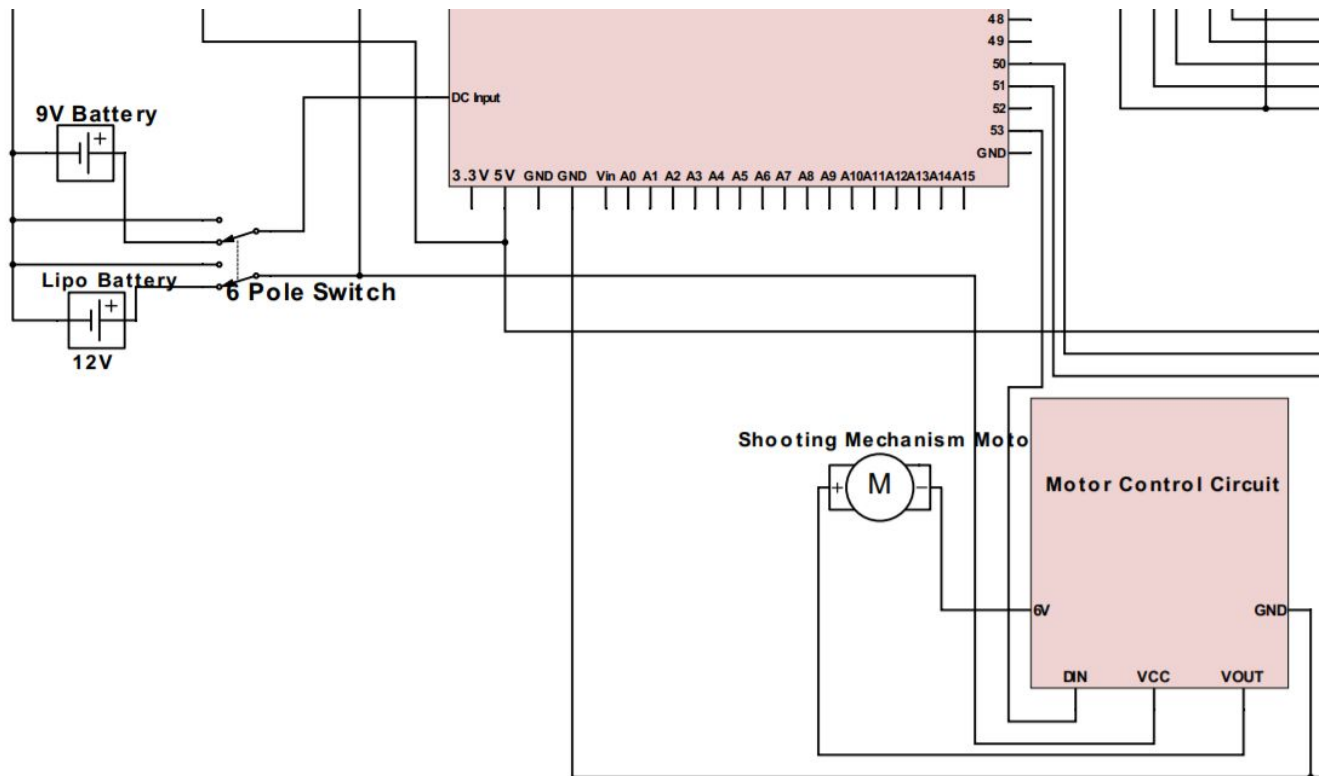 48
49
50
51
52
53
GND
DC Input
9V Battery
+
3.3V 5V GND GND Vin A0 A1 A2 A3 A4 A5 A6 A7 A8 A9 A10 A11 A12 A13 A14 A15
Lipo Battery
+
6 Pole Switch
12V
Shooting Mechanism Moto
+ M −
Motor Control Circuit
6V
GND
DIN VCC VOUT